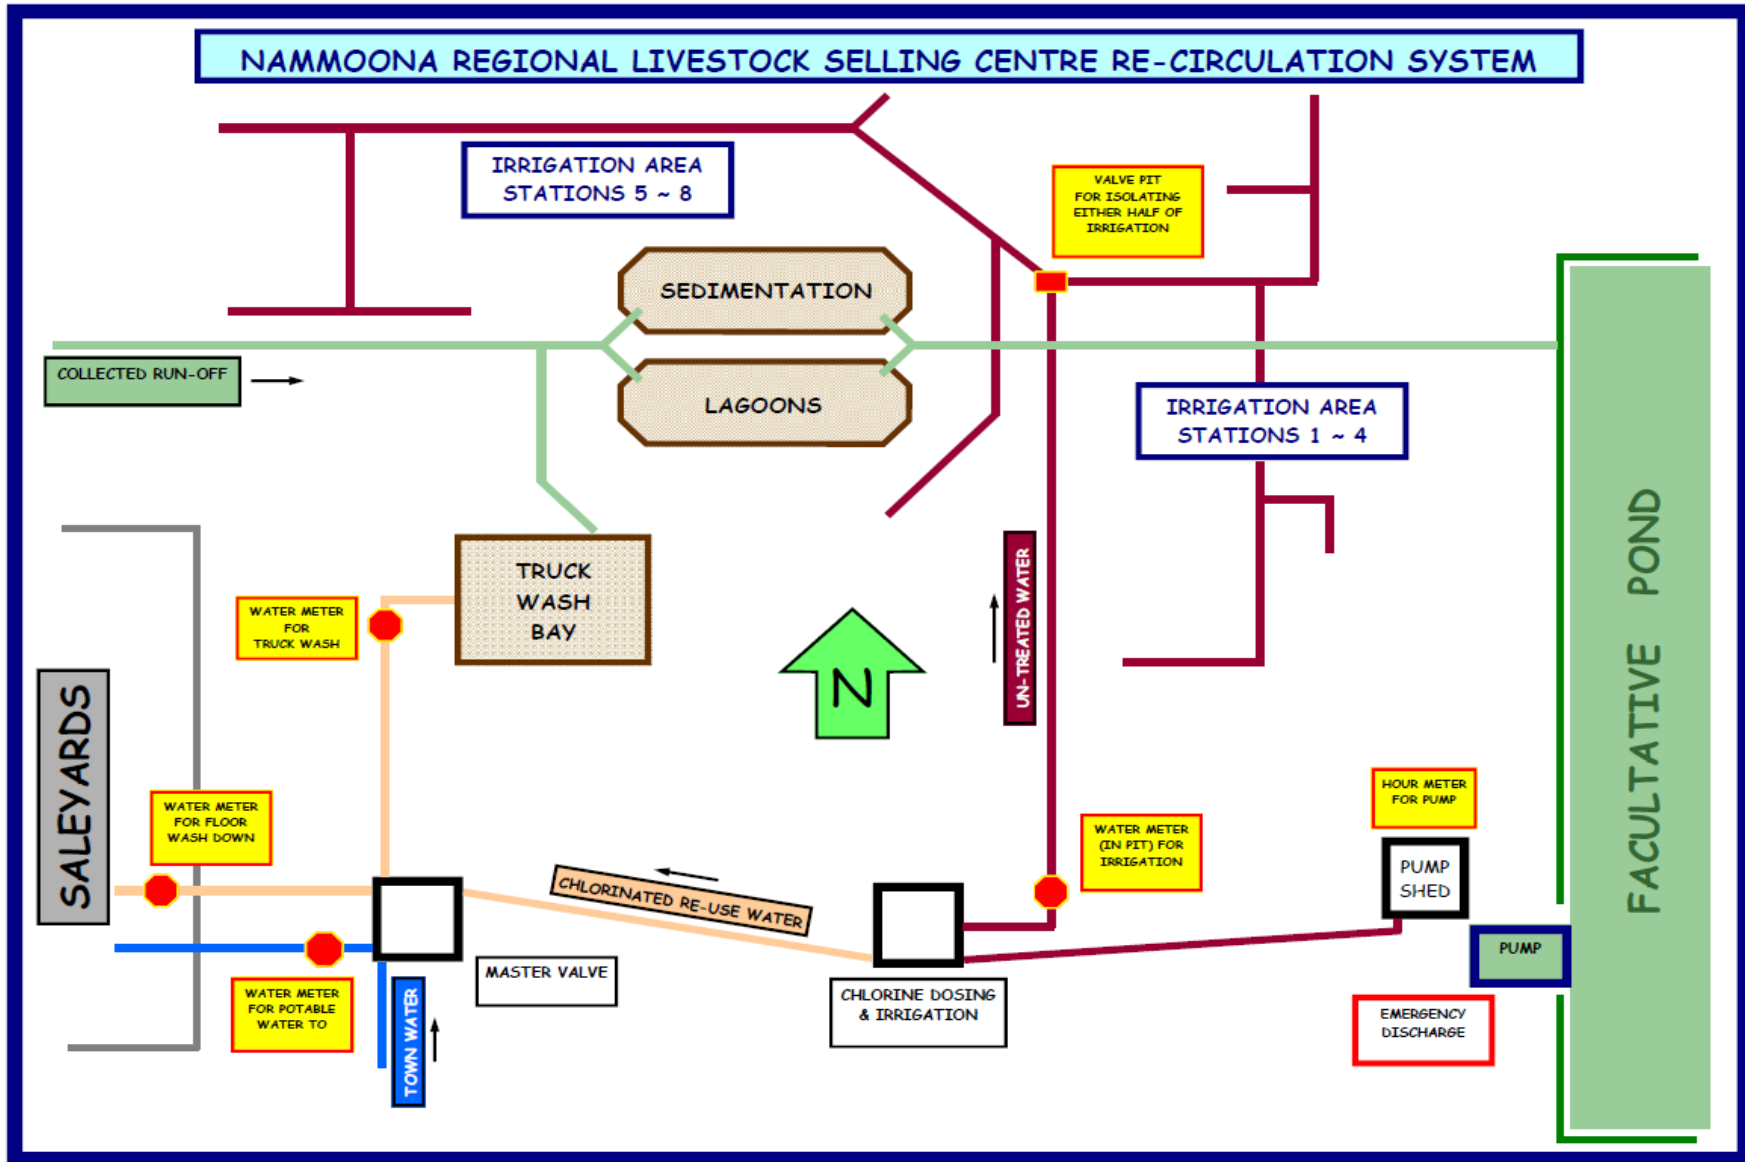 NAMMOONA REGIONAL LIVESTOCK SELLING CENTRE RE-CIRCULATION SYSTEM
IRRIGATION AREA
STATIONS 5 ~ 8
VALVE PIT
FOR ISOLATING
EITHER HALF OF
IRRIGATION
SEDIMENTATION
LAGOONS
COLLECTED RUN-OFF
IRRIGATION AREA
STATIONS 1 ~ 4
FACULTATIVE POND
TRUCK
WASH
BAY
UN-TREATED WATER
WATER METER
FOR
TRUCK WASH
N
SALEYARDS
WATER METER
FOR FLOOR
WASH DOWN
HOUR METER
FOR PUMP
WATER METER
(IN PIT) FOR
IRRIGATION
PUMP
SHED
CHLORINATED RE-USE WATER
PUMP
MASTER VALVE
WATER METER
FOR POTABLE
WATER TO
TOWN WATER
CHLORINE DOSING
& IRRIGATION
EMERGENCY
DISCHARGE